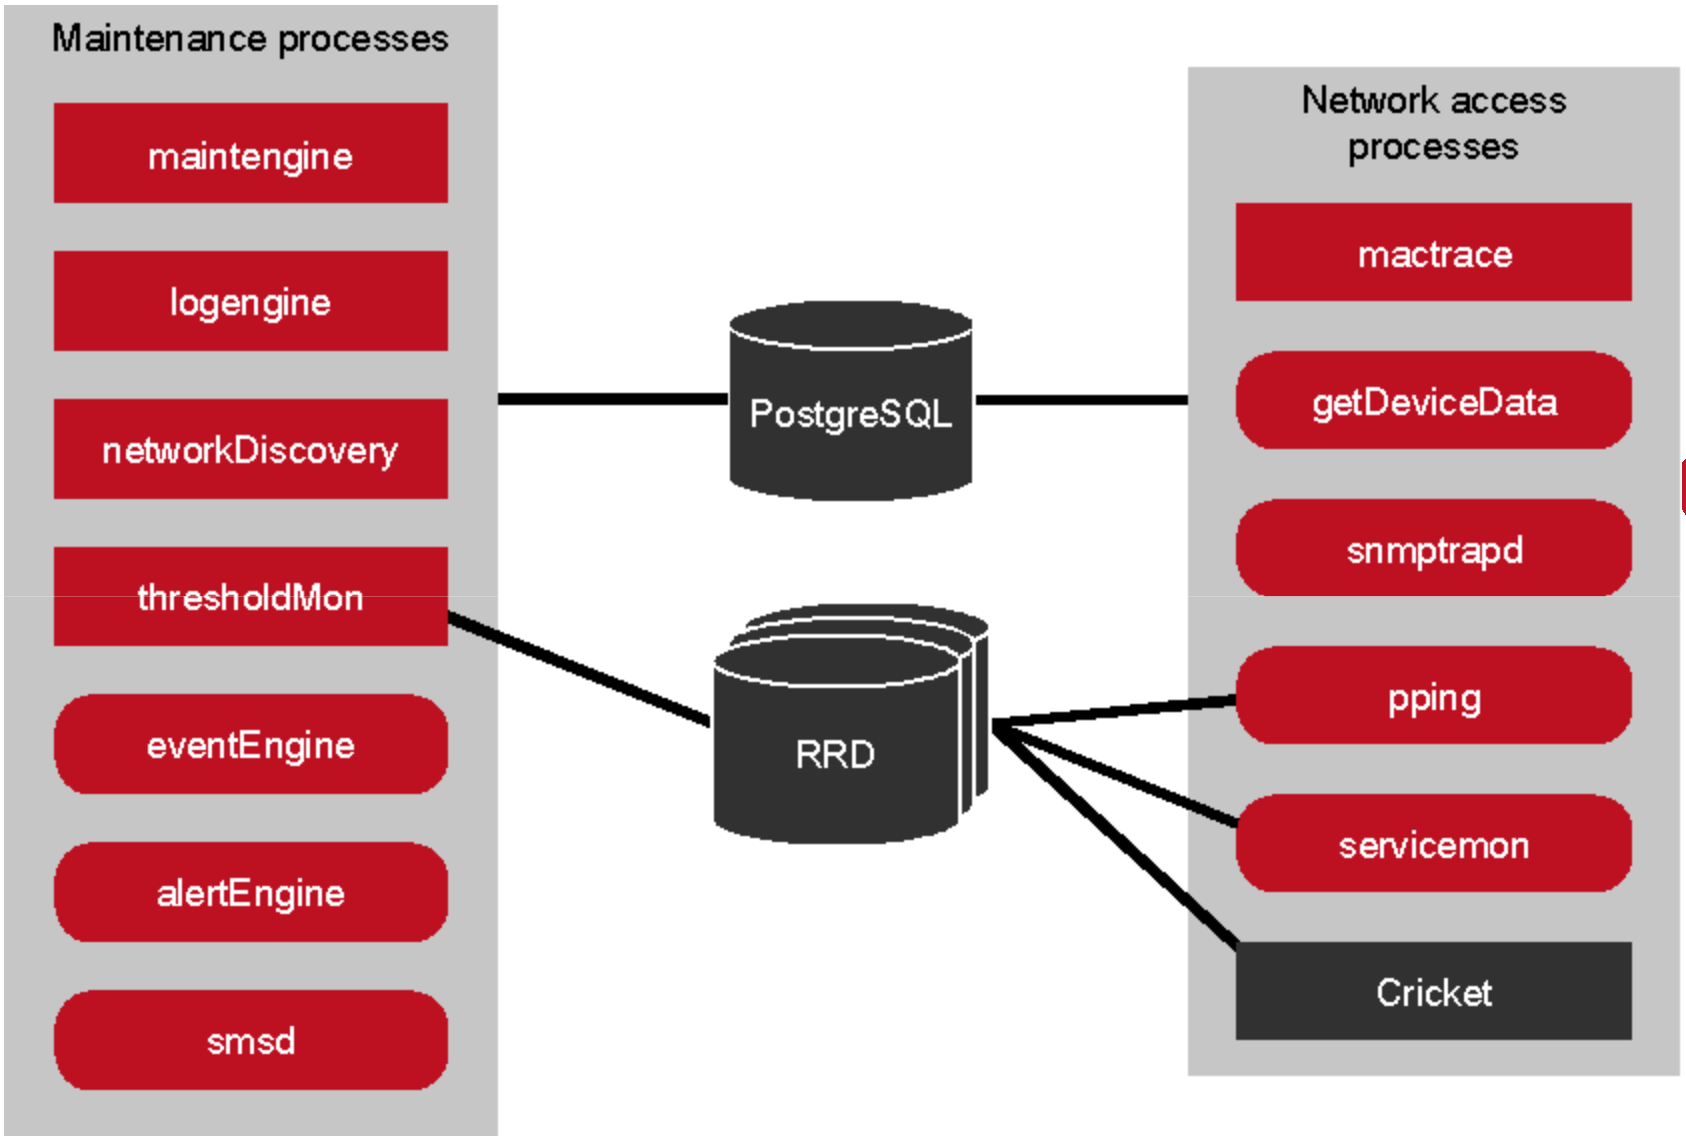 Maintenance processes
maintengine
logengine
networkDiscovery
thresholdMon
eventEngine
alertEngine
smsd
PostgreSQL
RRD
Network access
processes
mactrace
getDeviceData
snmptrapd
pping
servicemon
Cricket